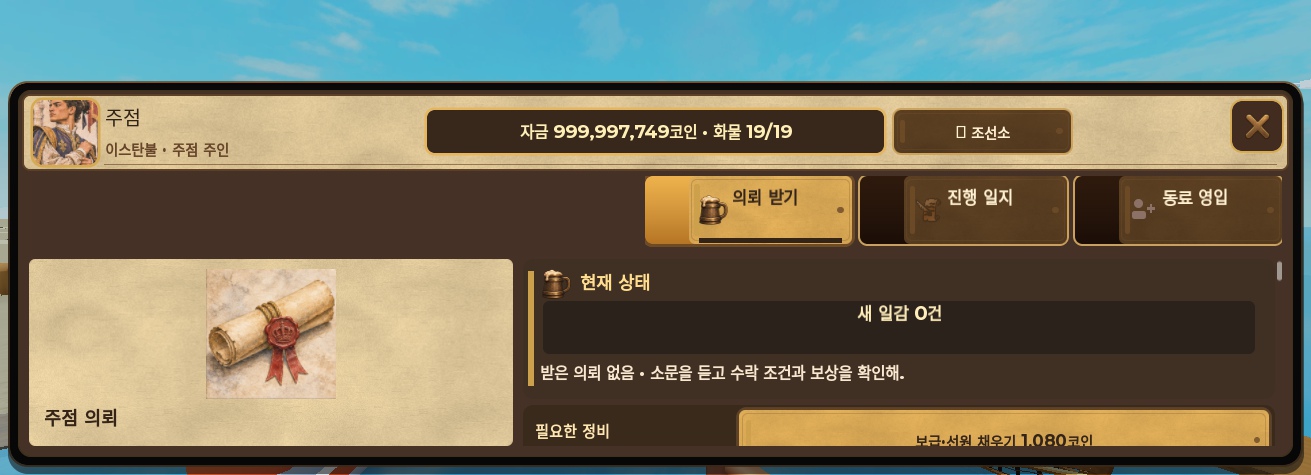 주점
이스탄불 • 주점 주인
자금 999,997,749코인 • 화물 19/19
조선소
의뢰 받기
진행 일지
동료 영입
현재 상태
새 일감 0건
받은 의뢰 없음 • 소문을 듣고 수락 조건과 보상을 확인해.
주점 의뢰
필요한 정비
보급•선원 채우기 1,080코인